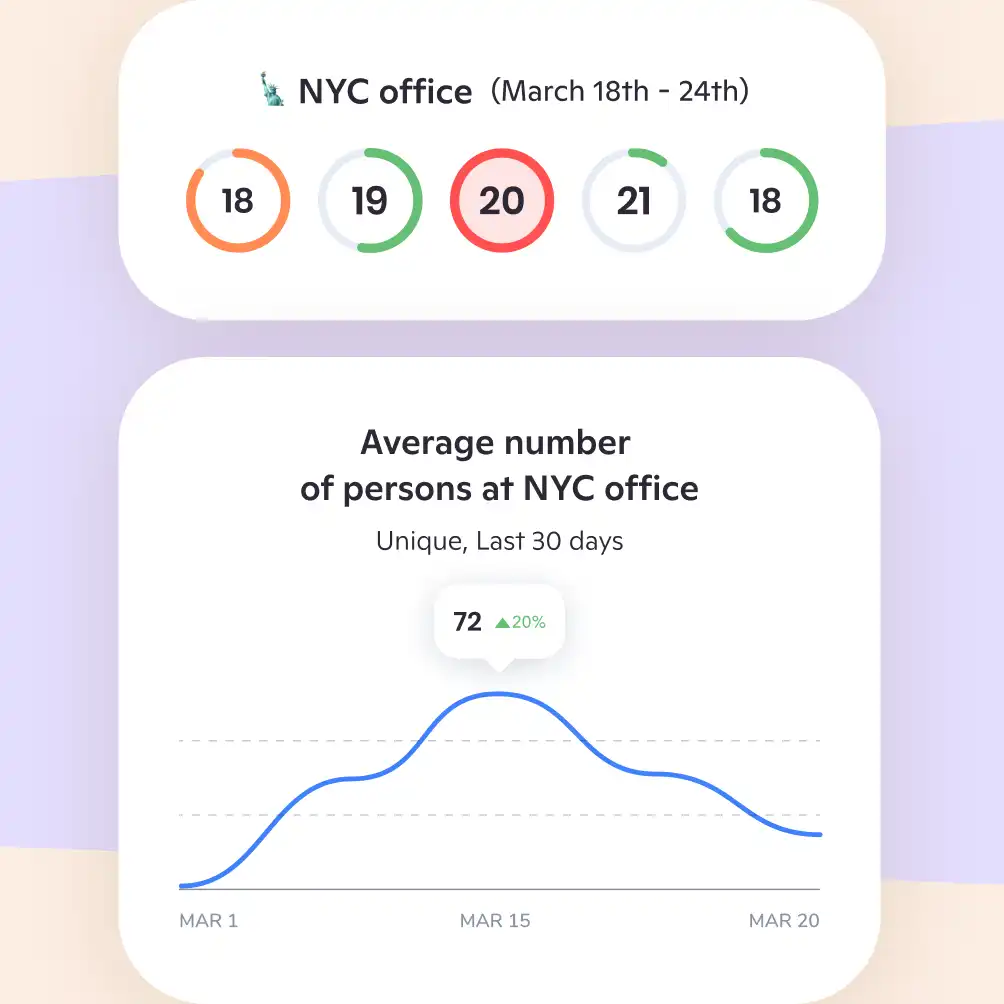 NYC office (March 18th - 24th)
18 19 20 21 18
Average number
of persons at NYC office
Unique, Last 30 days
72 ▲20%
MAR 1 MAR 15 MAR 20